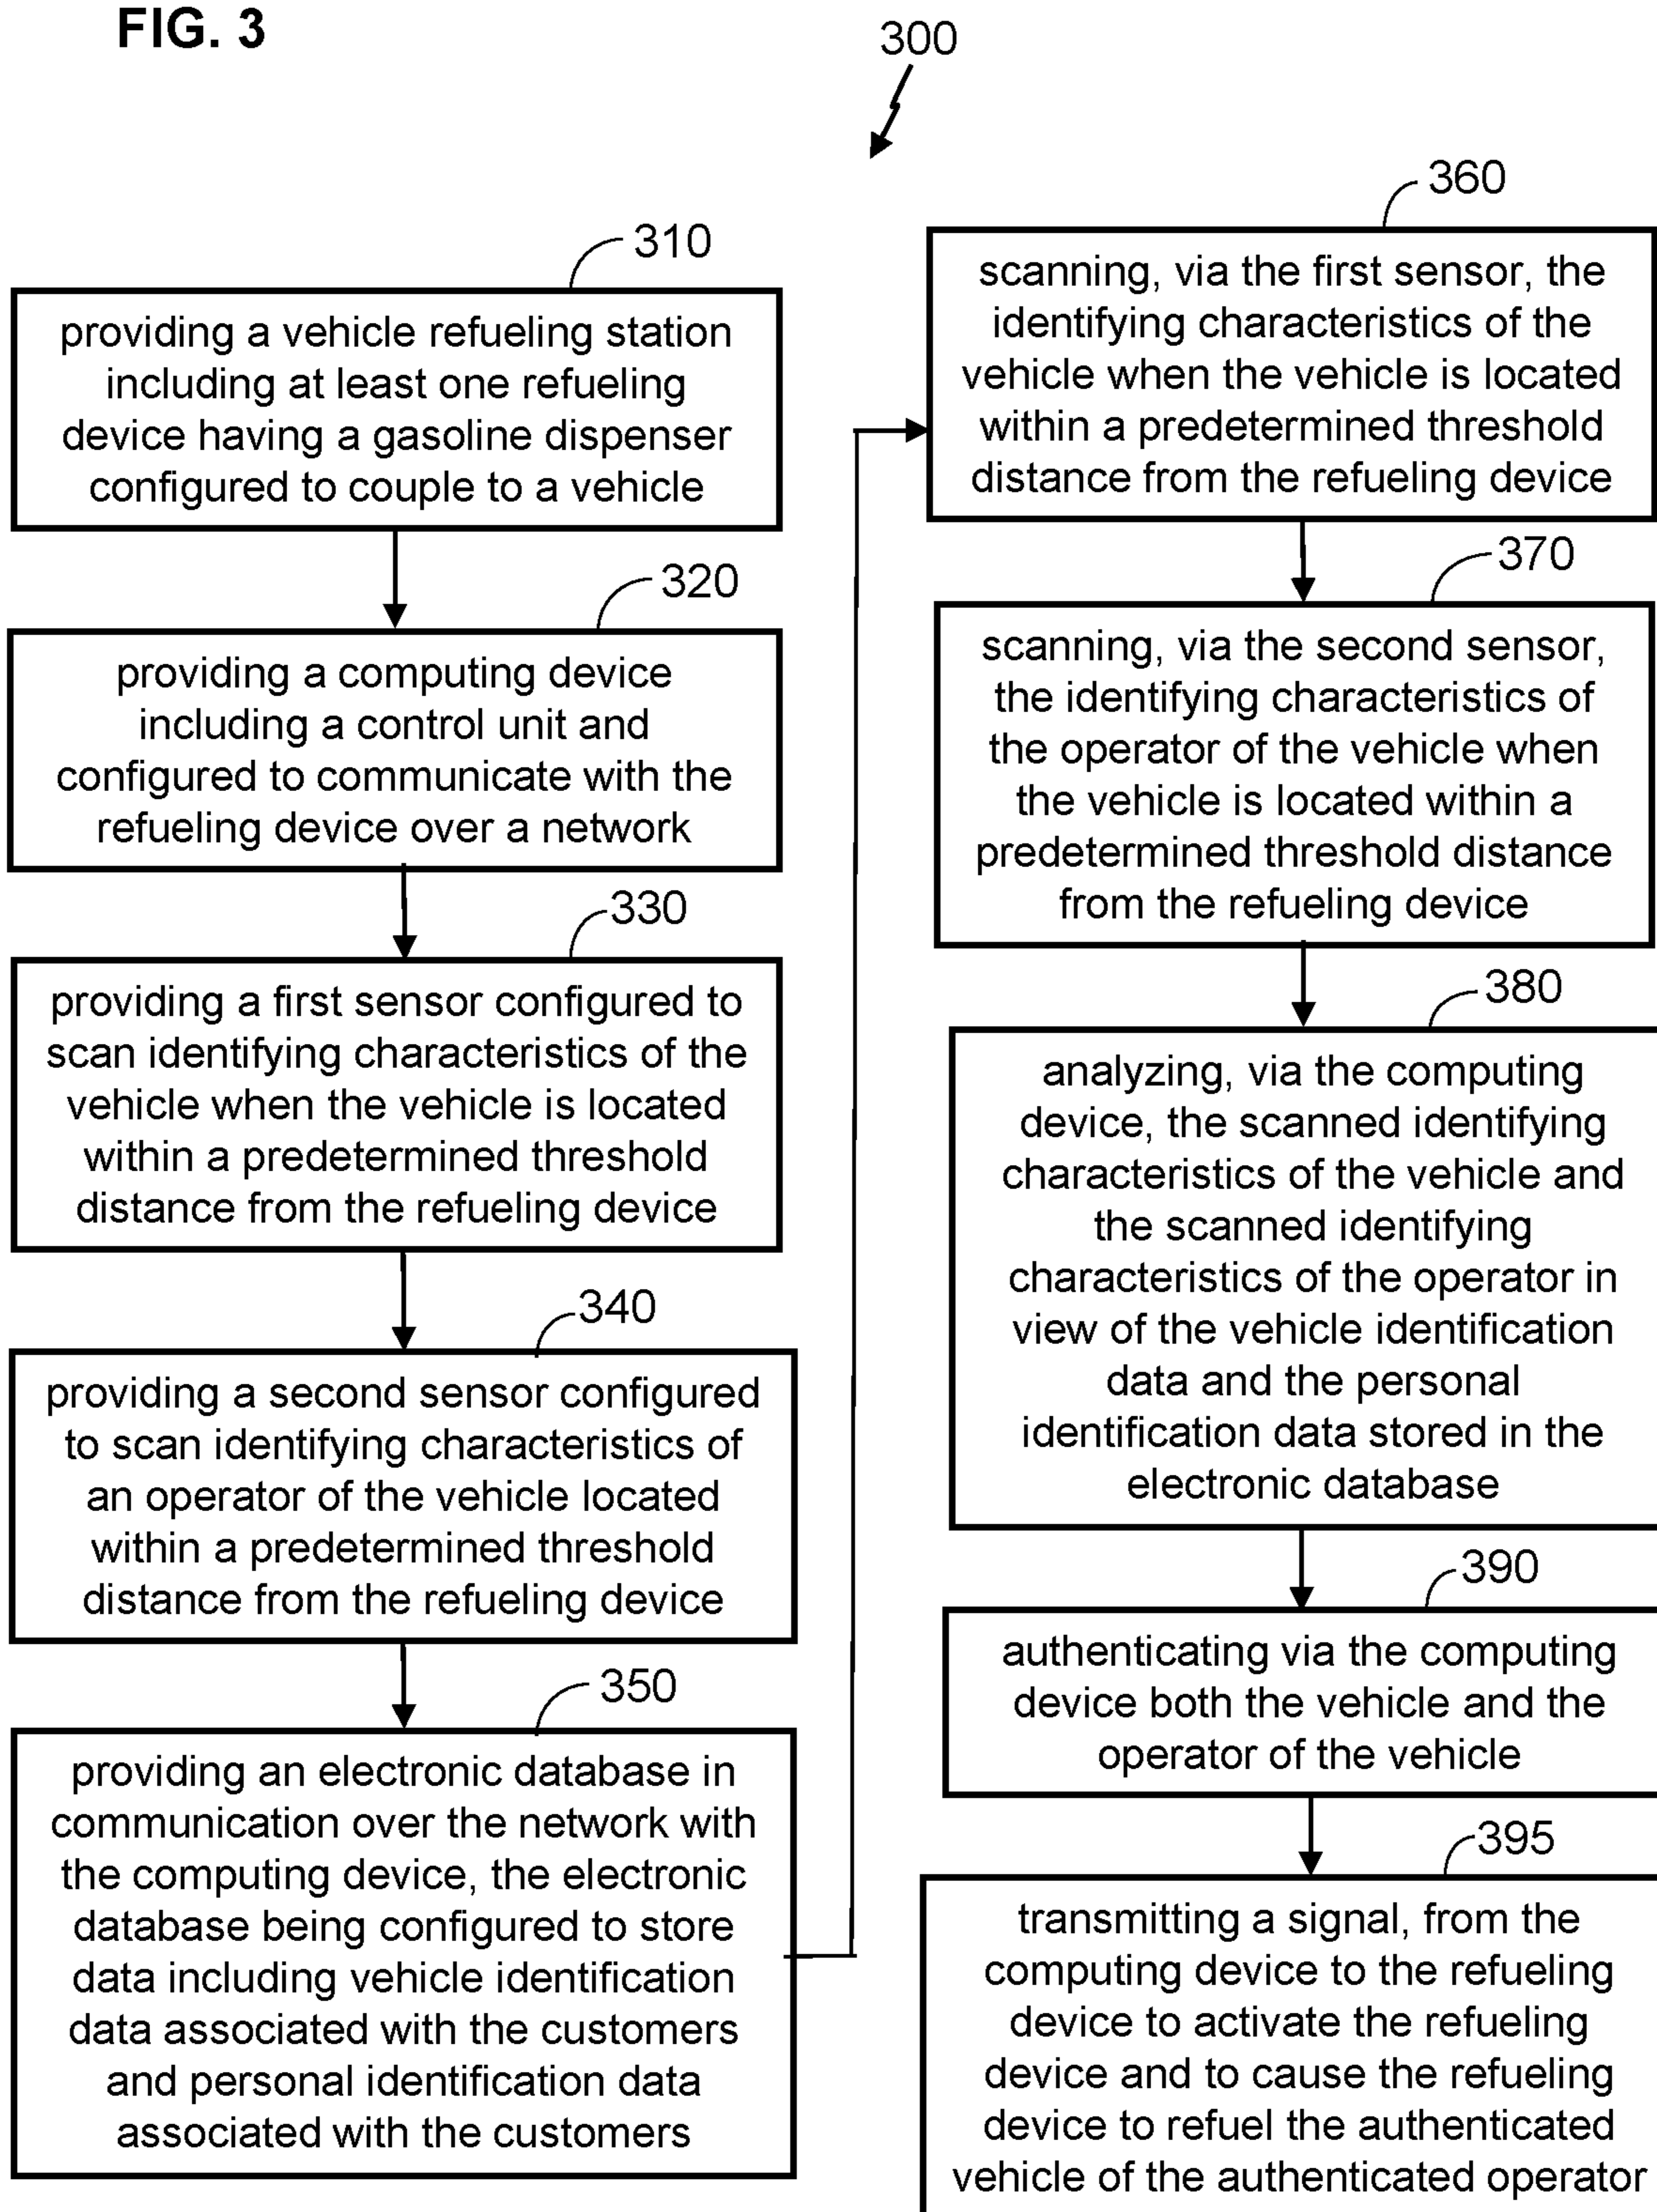 FIG. 3
300
310
providing a vehicle refueling station
including at least one refueling
device having a gasoline dispenser
configured to couple to a vehicle
320
providing a computing device
including a control unit and
configured to communicate with the
refueling device over a network
330
providing a first sensor configured to
scan identifying characteristics of the
vehicle when the vehicle is located
within a predetermined threshold
distance from the refueling device
340
providing a second sensor configured
to scan identifying characteristics of
an operator of the vehicle located
within a predetermined threshold
distance from the refueling device
350
providing an electronic database in
communication over the network with
the computing device, the electronic
database being configured to store
data including vehicle identification
data associated with the customers
and personal identification data
associated with the customers
360
scanning, via the first sensor, the
identifying characteristics of the
vehicle when the vehicle is located
within a predetermined threshold
distance from the refueling device
370
scanning, via the second sensor,
the identifying characteristics of
the operator of the vehicle when
the vehicle is located within a
predetermined threshold distance
from the refueling device
380
analyzing, via the computing
device, the scanned identifying
characteristics of the vehicle and
the scanned identifying
characteristics of the operator in
view of the vehicle identification
data and the personal
identification data stored in the
electronic database
390
authenticating via the computing
device both the vehicle and the
operator of the vehicle
395
transmitting a signal, from the
computing device to the refueling
device to activate the refueling
device and to cause the refueling
device to refuel the authenticated
vehicle of the authenticated operator